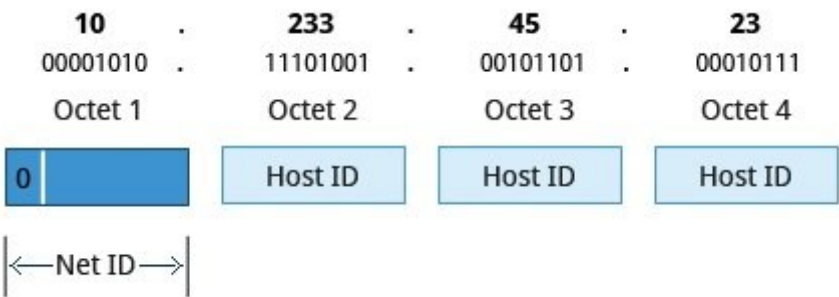 10 . 233 . 45 . 23
00001010 . 11101001 . 00101101 . 00010111
Octet 1 Octet 2 Octet 3 Octet 4
0 Host ID Host ID Host ID
Net ID